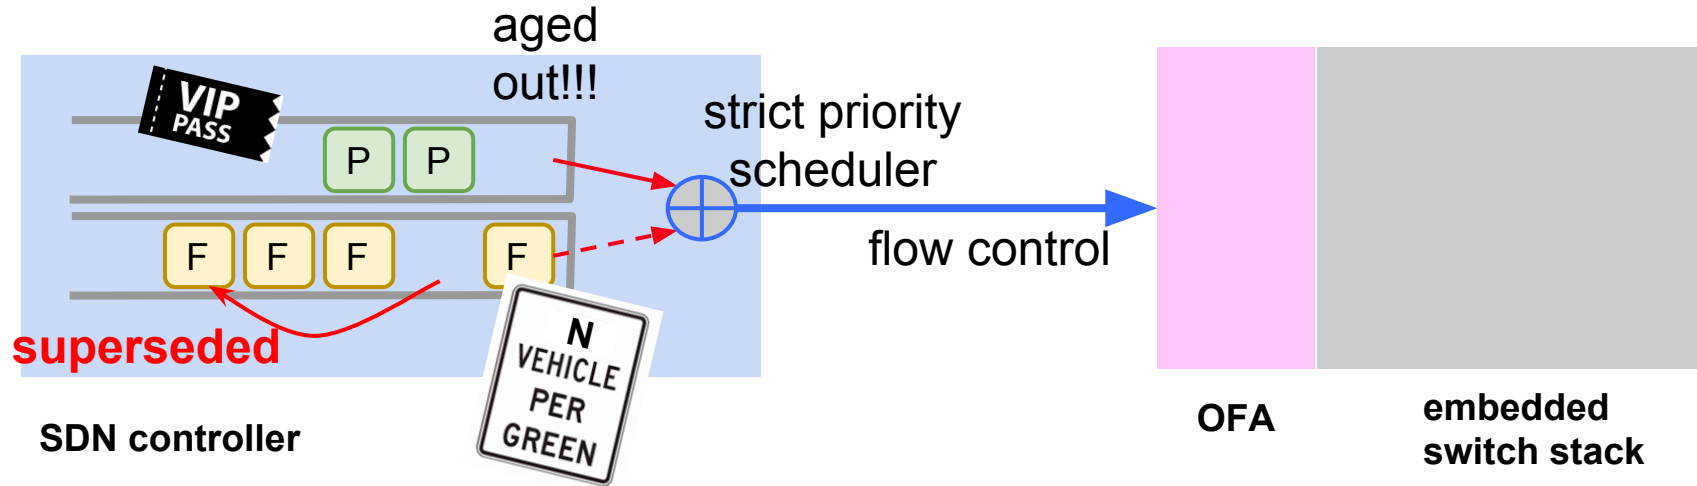 aged
out!!!
VIP
PASS
strict priority
scheduler
P P
F F F F
flow control
superseded
N
VEHICLE
PER
GREEN
SDN controller
OFA
embedded
switch stack